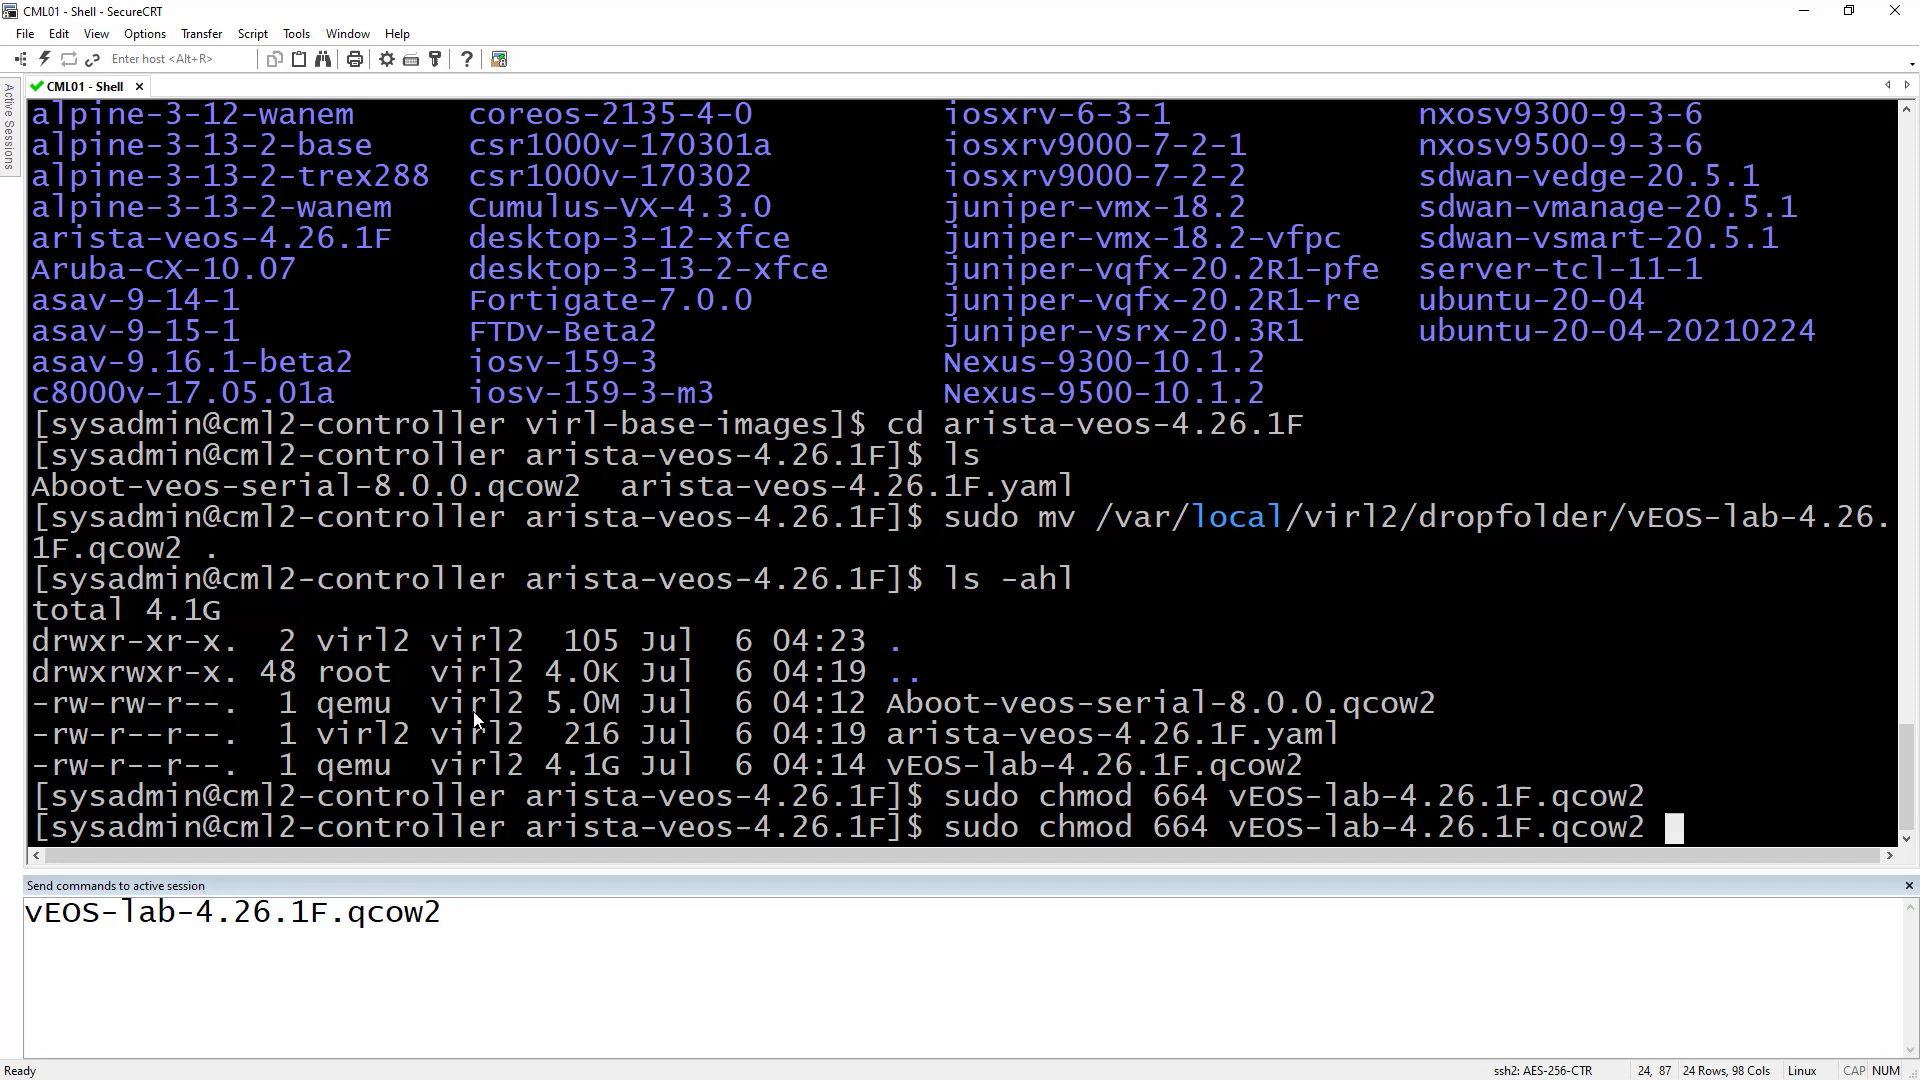 CML01 - Shell - SecureCRT
File Edit View Options Transfer Script Tools Window Help
Enter host <Alt+R>
Active Sessions
CML01 - Shell
alpine-3-12-wanem coreos-2135-4-0 iosxrv-6-3-1 nxosv9300-9-3-6
alpine-3-13-2-base csr1000v-170301a iosxrv9000-7-2-1 nxosv9500-9-3-6
alpine-3-13-2-trex288 csr1000v-170302 iosxrv9000-7-2-2 sdwan-vedge-20.5.1
alpine-3-13-2-wanem Cumulus-VX-4.3.0 juniper-vmx-18.2 sdwan-vmanage-20.5.1
arista-veos-4.26.1F desktop-3-12-xfce juniper-vmx-18.2-vfpc sdwan-vsmart-20.5.1
Aruba-CX-10.07 desktop-3-13-2-xfce juniper-vqfx-20.2R1-pfe server-tcl-11-1
asav-9-14-1 Fortigate-7.0.0 juniper-vqfx-20.2R1-re ubuntu-20-04
asav-9-15-1 FTDv-Beta2 juniper-vsrx-20.3R1 ubuntu-20-04-20210224
asav-9.16.1-beta2 iosv-159-3 Nexus-9300-10.1.2
c8000v-17.05.01a iosv-159-3-m3 Nexus-9500-10.1.2
[sysadmin@cml2-controller virl-base-images]$ cd arista-veos-4.26.1F
[sysadmin@cml2-controller arista-veos-4.26.1F]$ ls
Aboot-veos-serial-8.0.0.qcow2 arista-veos-4.26.1F.yaml
[sysadmin@cml2-controller arista-veos-4.26.1F]$ sudo mv /var/local/virl2/dropfolder/vEOS-lab-4.26.
1F.qcow2 .
[sysadmin@cml2-controller arista-veos-4.26.1F]$ ls -ahl
total 4.1G
drwxr-xr-x. 2 virl2 virl2 105 Jul 6 04:23 .
drwxrwxr-x. 48 root virl2 4.0K Jul 6 04:19 ..
-rw-rw-r--. 1 qemu virl2 5.0M Jul 6 04:12 Aboot-veos-serial-8.0.0.qcow2
-rw-r--r--. 1 virl2 virl2 216 Jul 6 04:19 arista-veos-4.26.1F.yaml
-rw-r--r--. 1 qemu virl2 4.1G Jul 6 04:14 vEOS-lab-4.26.1F.qcow2
[sysadmin@cml2-controller arista-veos-4.26.1F]$ sudo chmod 664 vEOS-lab-4.26.1F.qcow2
[sysadmin@cml2-controller arista-veos-4.26.1F]$ sudo chmod 664 vEOS-lab-4.26.1F.qcow2
Send commands to active session
vEOS-lab-4.26.1F.qcow2
Ready ssh2: AES-256-CTR 24, 87 24 Rows, 98 Cols Linux CAP NUM